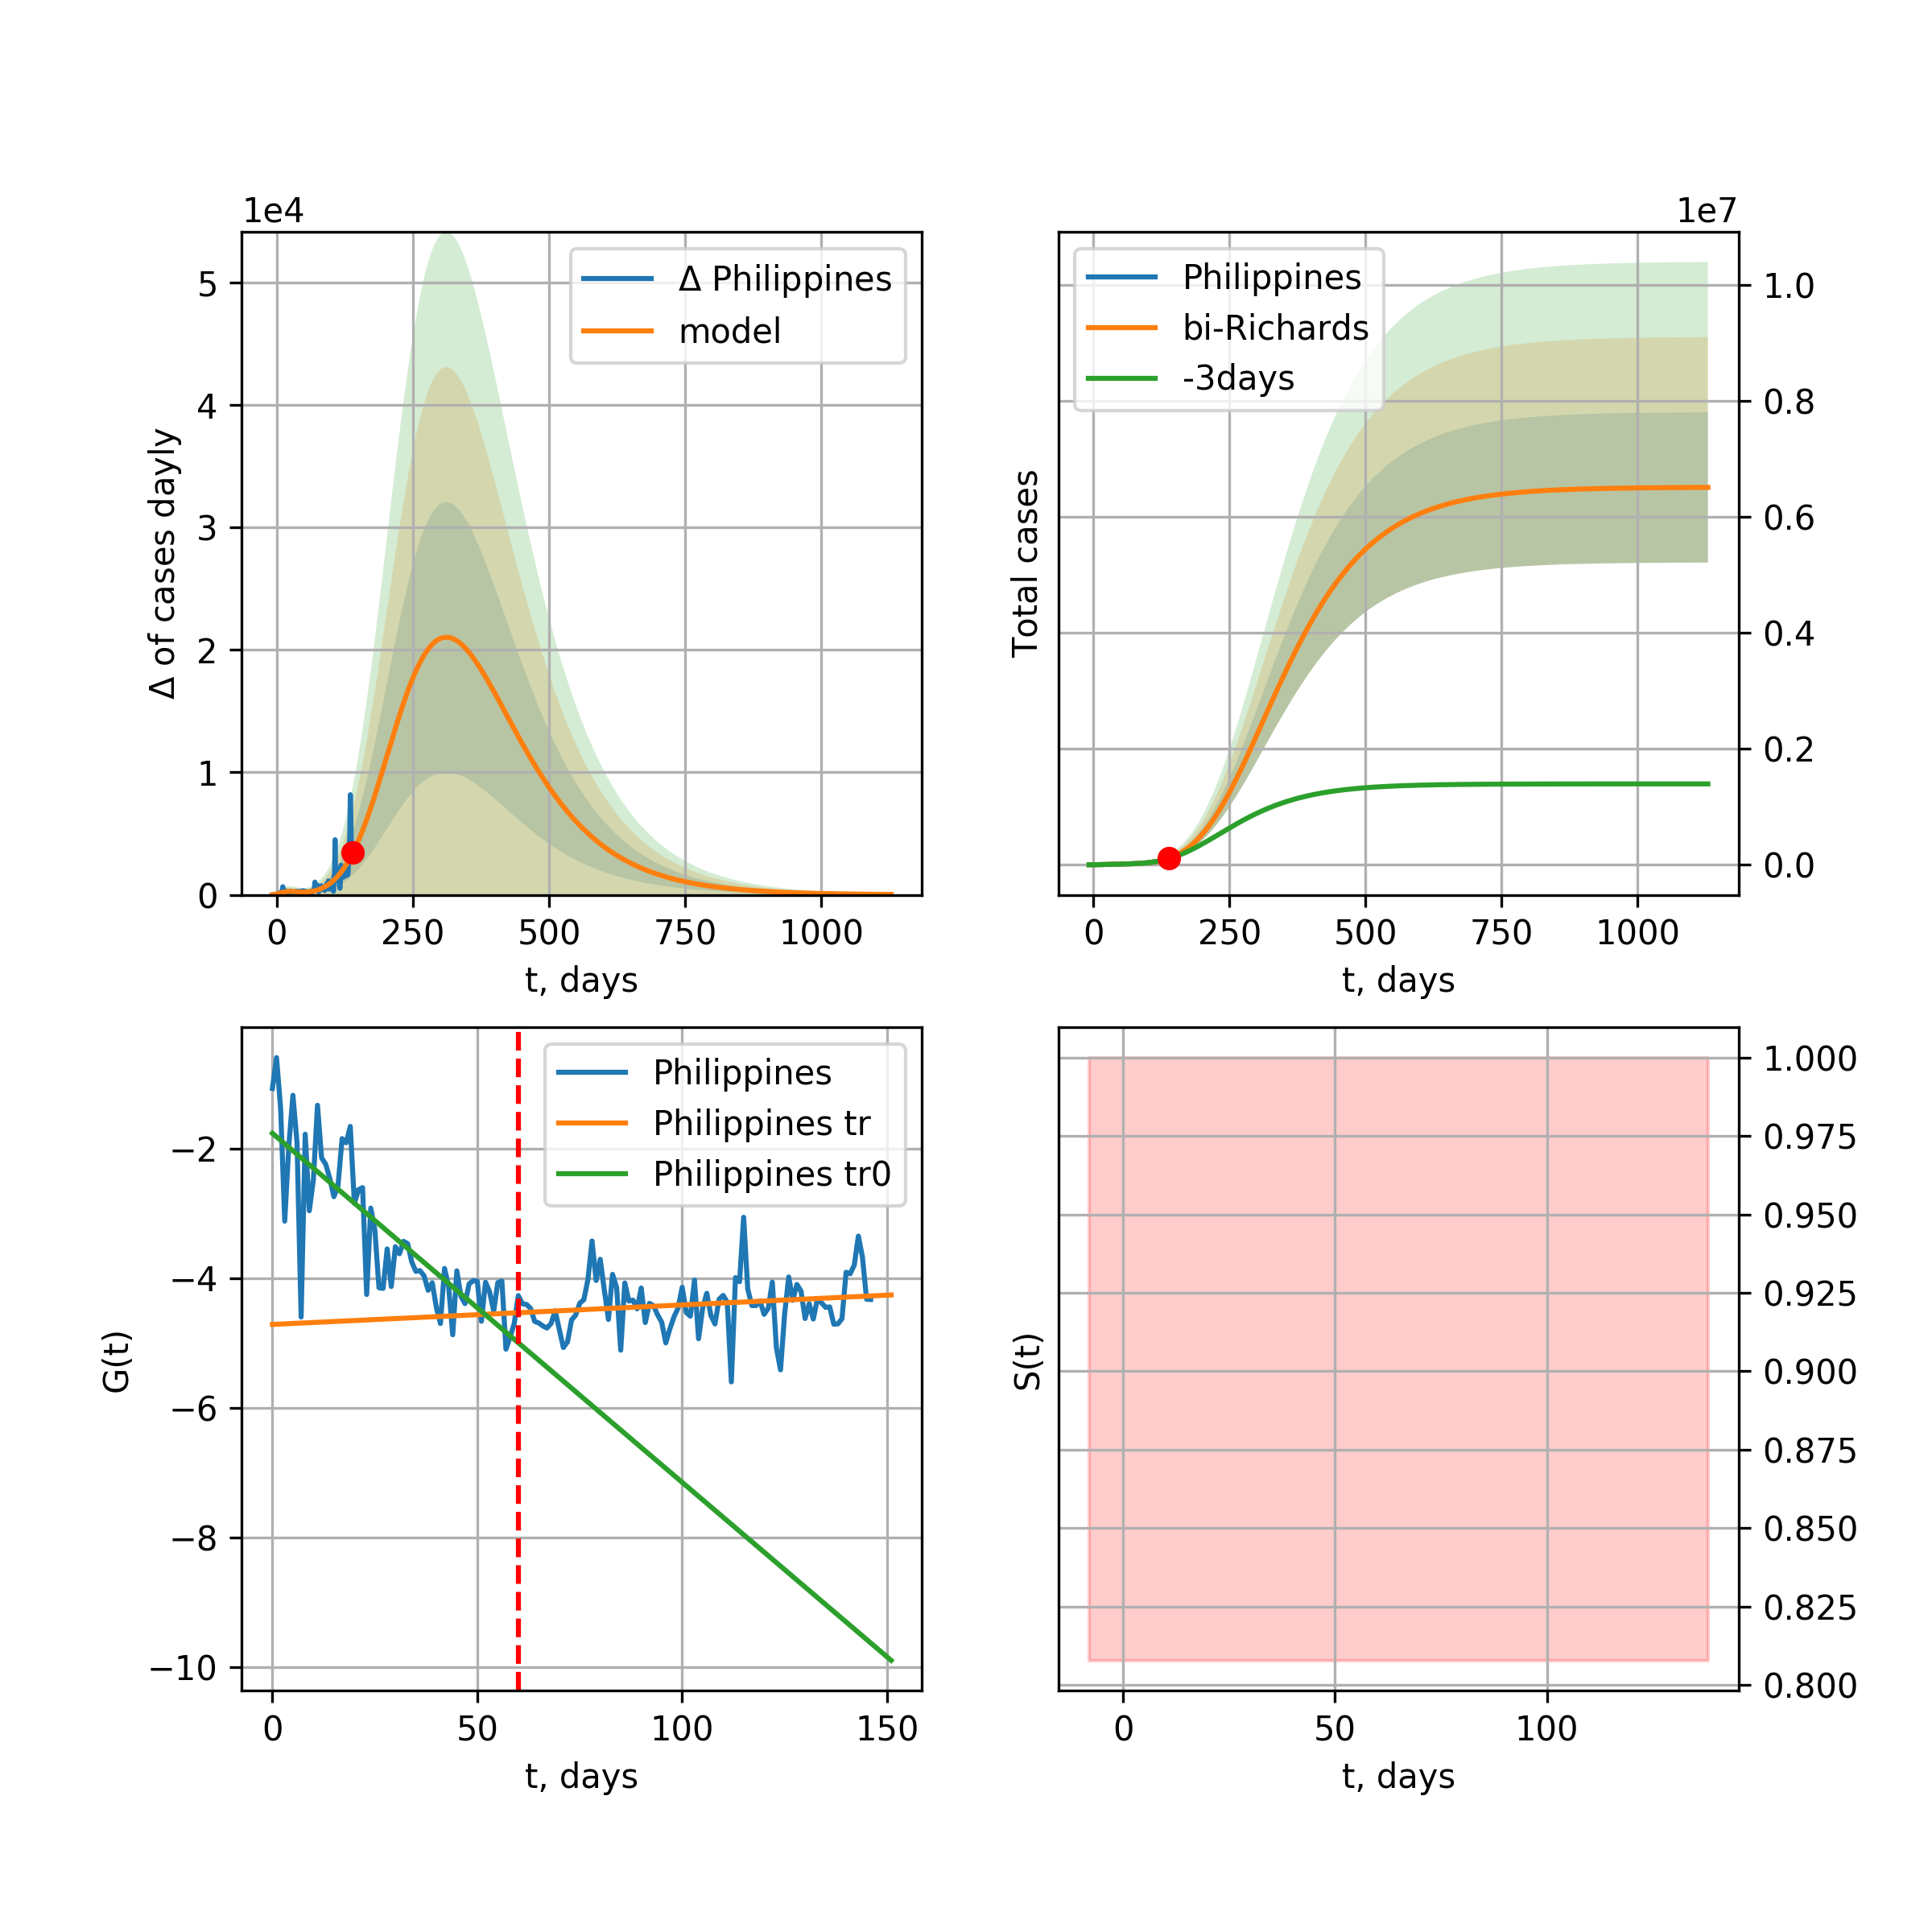 1e4
Δ of cases dayly
5
4
3
2
1
0
Δ Philippines
model
0 250 500 750 1000
t, days
1e7
Total cases
Philippines
bi-Richards
-3days
1.0
0.8
0.6
0.4
0.2
0.0
0 250 500 750 1000
t, days
G(t)
−2
−4
−6
−8
−10
Philippines
Philippines tr
Philippines tr0
0 50 100 150
t, days
S(t)
1.000
0.975
0.950
0.925
0.900
0.875
0.850
0.825
0.800
0 50 100
t, days